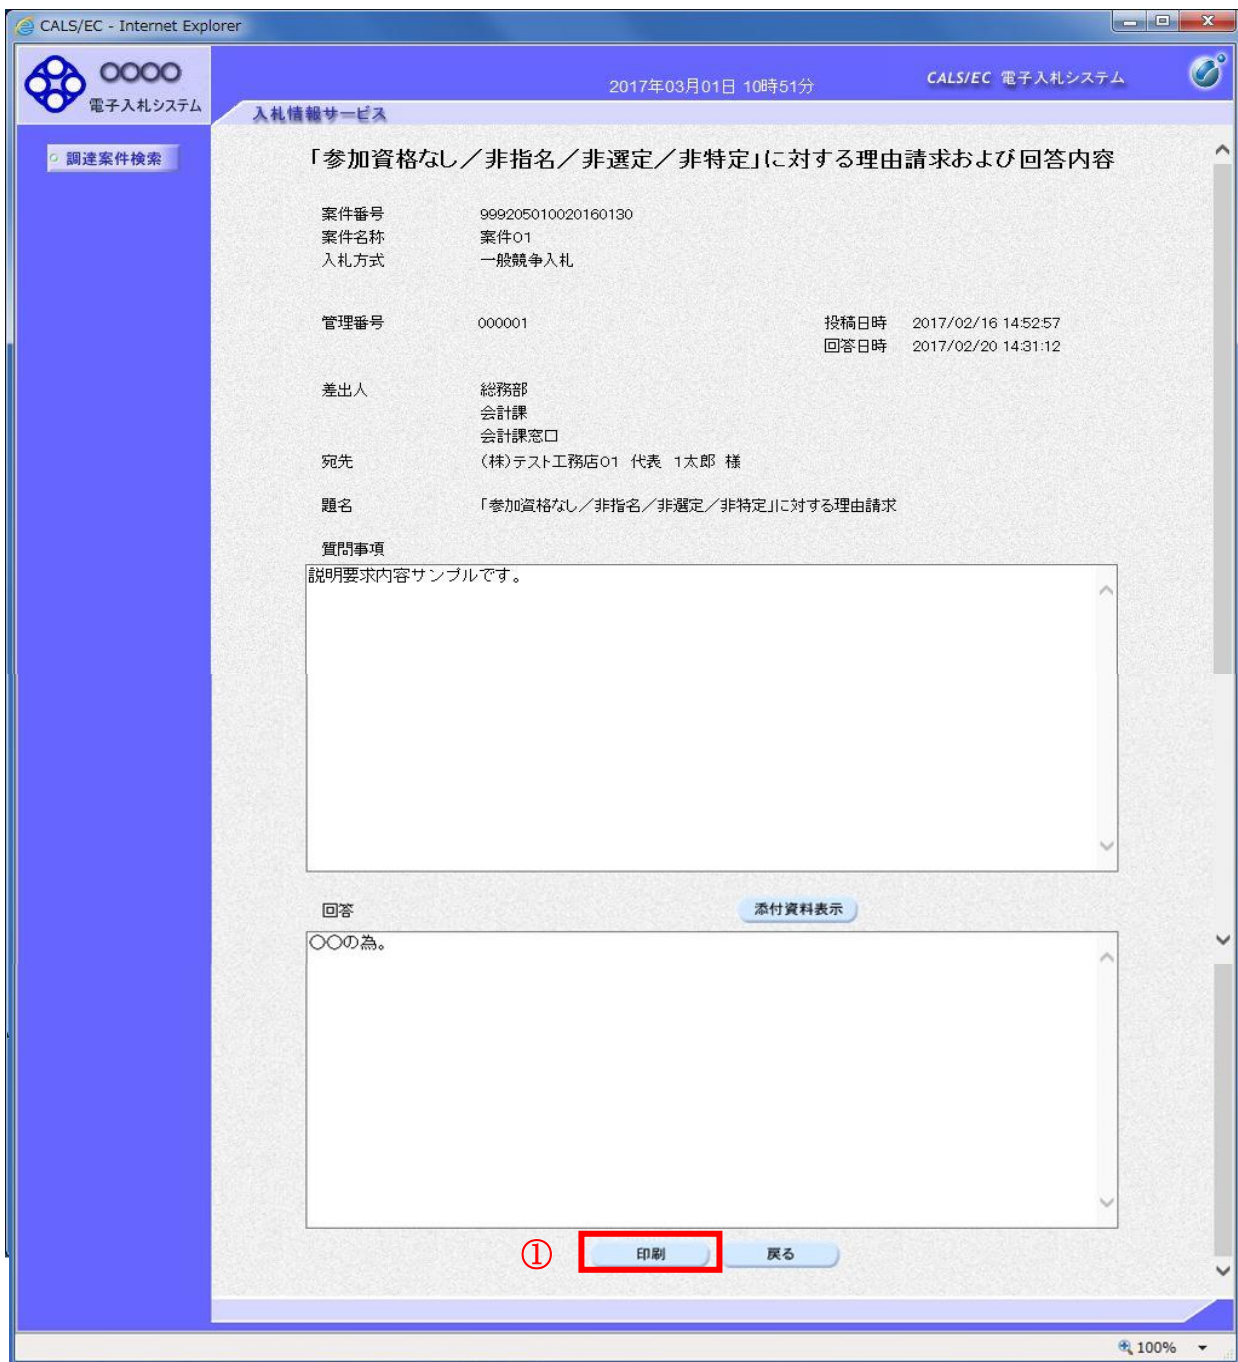 CALS/EC - Internet Explorer
〇〇〇〇
電子入札システム
2017年03月01日 10時51分
CALS/EC 電子入札システム
入札情報サービス
調達案件検索
「参加資格なし／非指名／非選定／非特定」に対する理由請求および回答内容
案件番号 999205010020160130
案件名称 案件01
入札方式 一般競争入札
管理番号 000001 投稿日時 2017/02/16 14:52:57
回答日時 2017/02/20 14:31:12
差出人 総務部
会計課
会計課窓口
宛先 (株)テスト工務店01 代表 1太郎 様
題名 「参加資格なし／非指名／非選定／非特定」に対する理由請求
質問事項
説明要求内容サンプルです。
回答 添付資料表示
〇〇の為。
① 印刷 戻る
100%